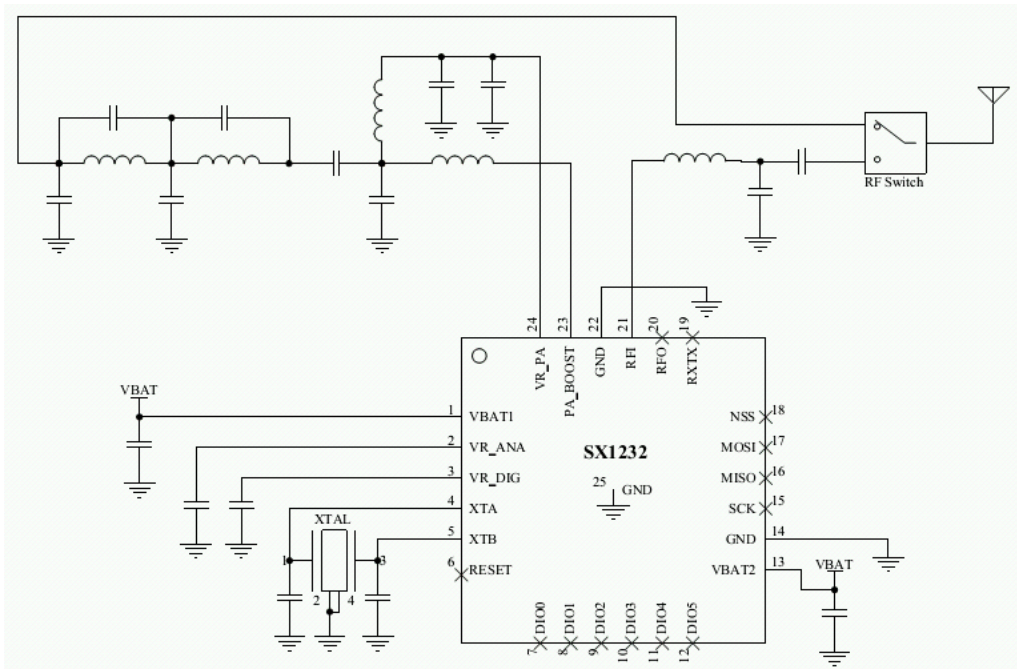 RF Switch
24
23
22
21
20
19
VR_PA
PA_BOOST
GND
RFI
RFO
RXTX
VBAT
1
VBAT1
2
VR_ANA
3
VR_DIG
4
XTA
5
XTB
6
RESET
SX1232
25
GND
NSS
18
MOSI
17
MISO
16
SCK
15
GND
14
VBAT2
13
VBAT
XTAL
1
3
2
4
DIO0
DIO1
DIO2
DIO3
DIO4
DIO5
7
8
9
10
11
12